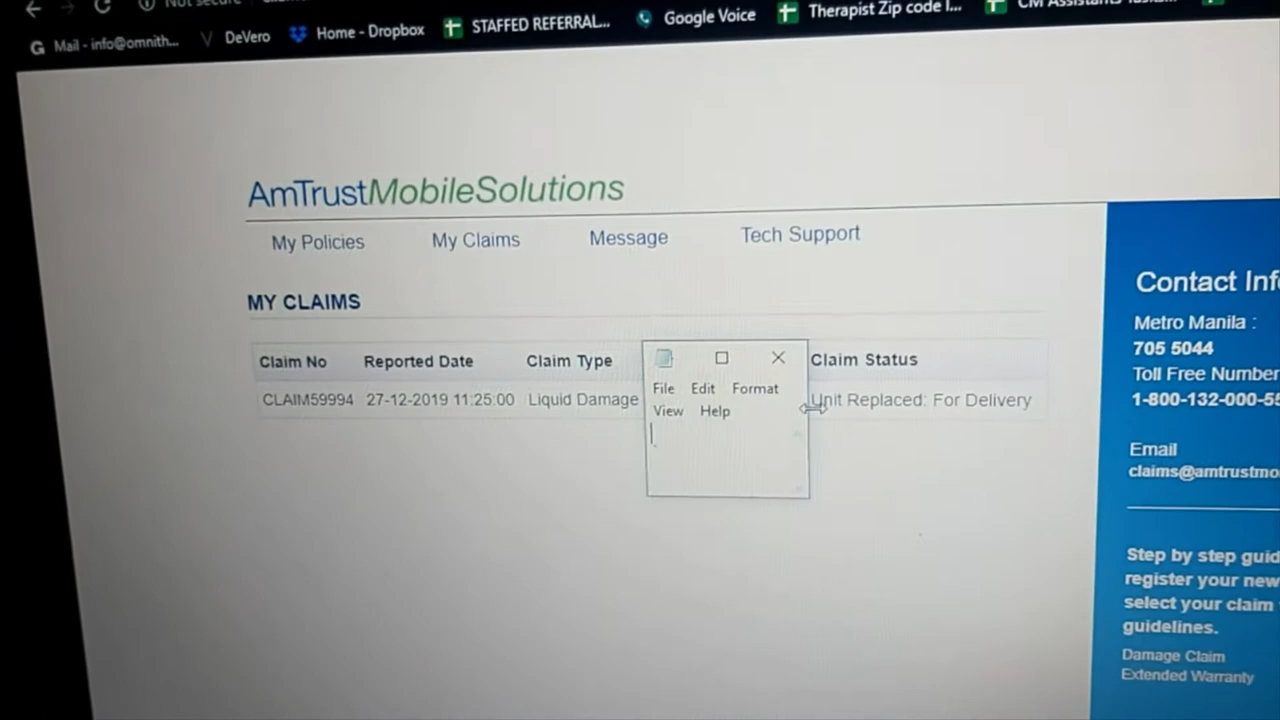 Not secure
G Mail - info@omnith...
V DeVero
Home - Dropbox
STAFFED REFERRAL...
Google Voice
Therapist Zip code l...
AmTrustMobileSolutions
My Policies
My Claims
Message
Tech Support
MY CLAIMS
Claim No
Reported Date
Claim Type
Claim Status
CLAIM59994
27-12-2019 11:25:00
Liquid Damage
Unit Replaced: For Delivery
File Edit Format
View Help
Contact Inf
Metro Manila :
705 5044
Toll Free Number
1-800-132-000-55
Email
claims@amtrustmo
Step by step guid
register your new
select your claim
guidelines.
Damage Claim
Extended Warranty